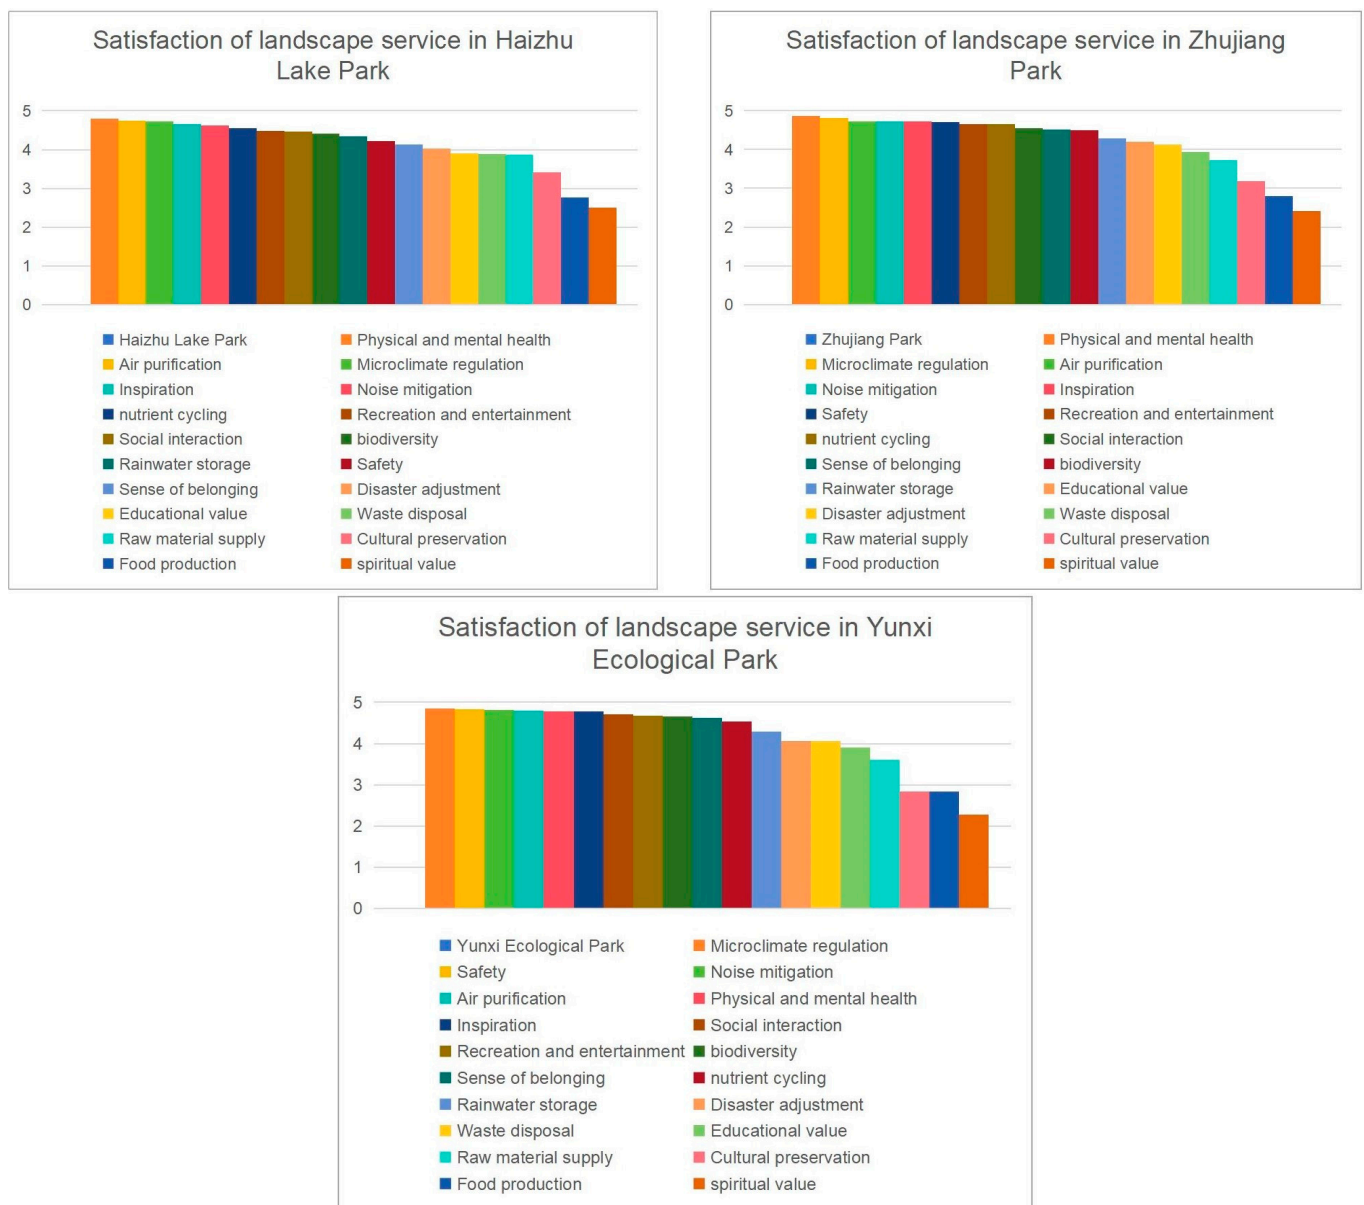 Satisfaction of landscape service in Haizhu
Lake Park
5
4
3
2
1
0
Haizhu Lake Park
Physical and mental health
Air purification
Microclimate regulation
Inspiration
Noise mitigation
nutrient cycling
Recreation and entertainment
Social interaction
biodiversity
Rainwater storage
Safety
Sense of belonging
Disaster adjustment
Educational value
Waste disposal
Raw material supply
Cultural preservation
Food production
spiritual value
Satisfaction of landscape service in Zhujiang
Park
5
4
3
2
1
0
Zhujiang Park
Physical and mental health
Microclimate regulation
Air purification
Noise mitigation
Inspiration
Safety
Recreation and entertainment
nutrient cycling
Social interaction
Sense of belonging
biodiversity
Rainwater storage
Educational value
Disaster adjustment
Waste disposal
Raw material supply
Cultural preservation
Food production
spiritual value
Satisfaction of landscape service in Yunxi
Ecological Park
5
4
3
2
1
0
Yunxi Ecological Park
Microclimate regulation
Safety
Noise mitigation
Air purification
Physical and mental health
Inspiration
Social interaction
Recreation and entertainment
biodiversity
Sense of belonging
nutrient cycling
Rainwater storage
Disaster adjustment
Waste disposal
Educational value
Raw material supply
Cultural preservation
Food production
spiritual value